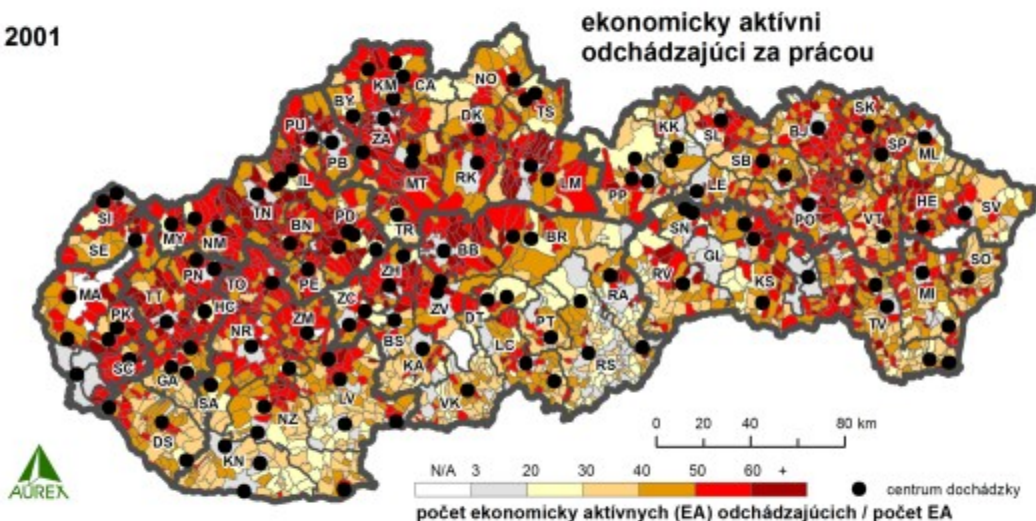 2001
ekonomicky aktívni
odchádzajúci za prácou
KM
CA
NO
BY
TS
DK
PU
ZA
PB
KK
SL
BJ
SK
SP
ML
SB
IL
MT
RK
LM
PP
LE
TN
BN
PD
TR
SI
SE
MY
NM
BB
BR
SN
PO
VT
HE
SV
GL
SO
PN
TO
PE
ZH
MA
TT
HC
ZC
ZV
DT
RA
RV
KS
MI
PK
NR
ZM
BS
PT
TV
SC
GA
SA
KA
LC
RS
LV
VK
DS
NZ
KN
0 20 40 80 km
N/A 3 20 30 40 50 60 +
centrum dochádzky
počet ekonomicky aktívnych (EA) odchádzajúcich / počet EA
AUREX